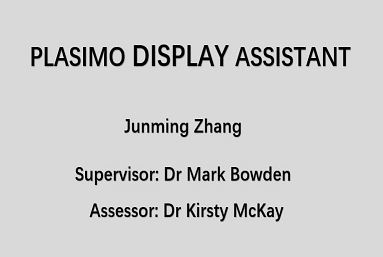 PLASIMO DISPLAY ASSISTANT
Junming Zhang
Supervisor: Dr Mark Bowden
Assessor: Dr Kirsty McKay